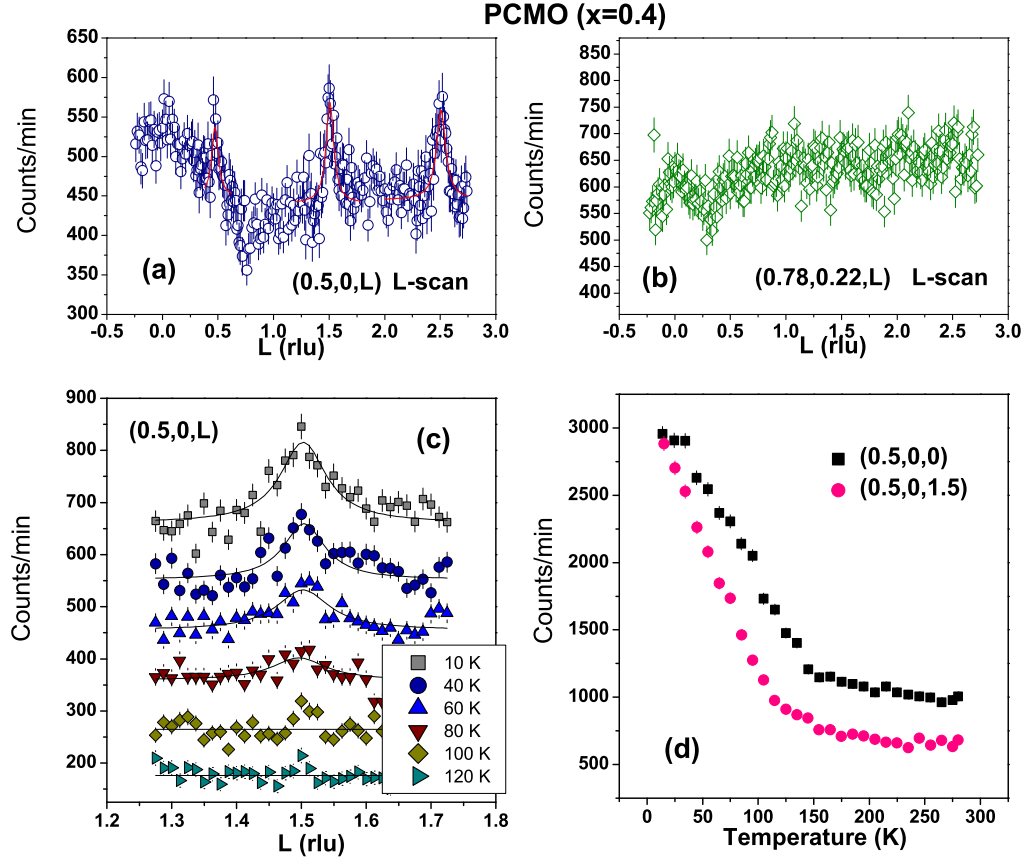 PCMO (x=0.4)
650
600
550
500
450
400
350
300
Counts/min
(a)
(0.5,0,L) L-scan
-0.5 0.0 0.5 1.0 1.5 2.0 2.5 3.0
L (rlu)
850
800
750
700
650
600
550
500
450
400
Counts/min
(b)
(0.78,0.22,L) L-scan
-0.5 0.0 0.5 1.0 1.5 2.0 2.5 3.0
L (rlu)
900
800
700
600
500
400
300
200
Counts/min
(0.5,0,L)
(c)
10 K
40 K
60 K
80 K
100 K
120 K
1.2 1.3 1.4 1.5 1.6 1.7 1.8
L (rlu)
3000
2500
2000
1500
1000
500
Counts/min
(0.5,0,0)
(0.5,0,1.5)
(d)
0 50 100 150 200 250 300
Temperature (K)